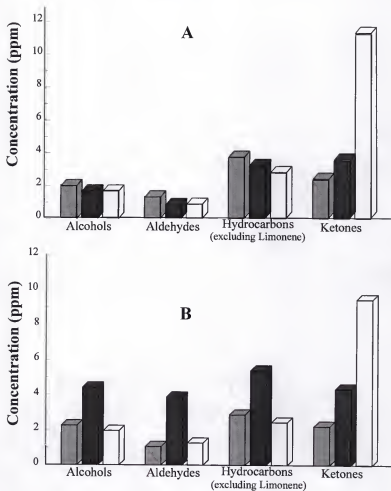 A
Concentration (ppm)
12
10
8
6
4
2
0
Alcohols Aldehydes Hydrocarbons Ketones
(excluding Limonene)
B
Concentration (ppm)
12
10
8
6
4
2
0
Alcohols Aldehydes Hydrocarbons Ketones
(excluding Limonene)